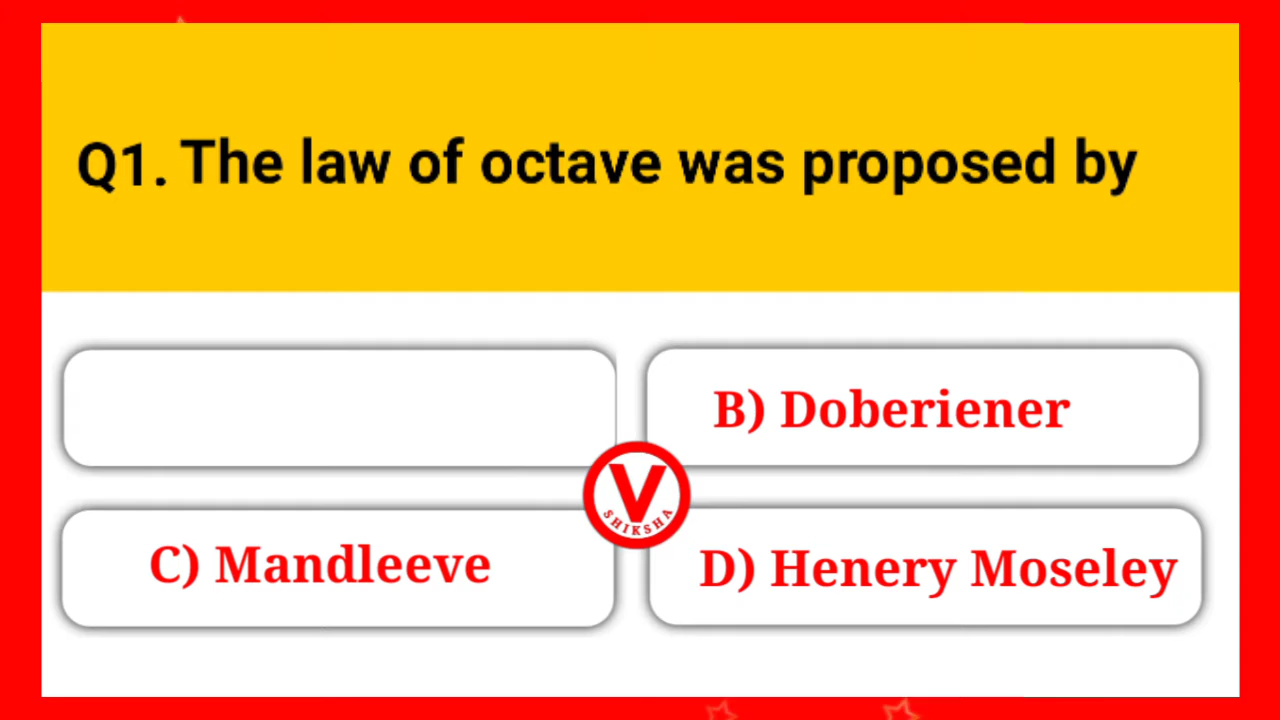 Q1. The law of octave was proposed by
B) Doberiener
C) Mandleeve
D) Henery Moseley
V
SHIKSHA